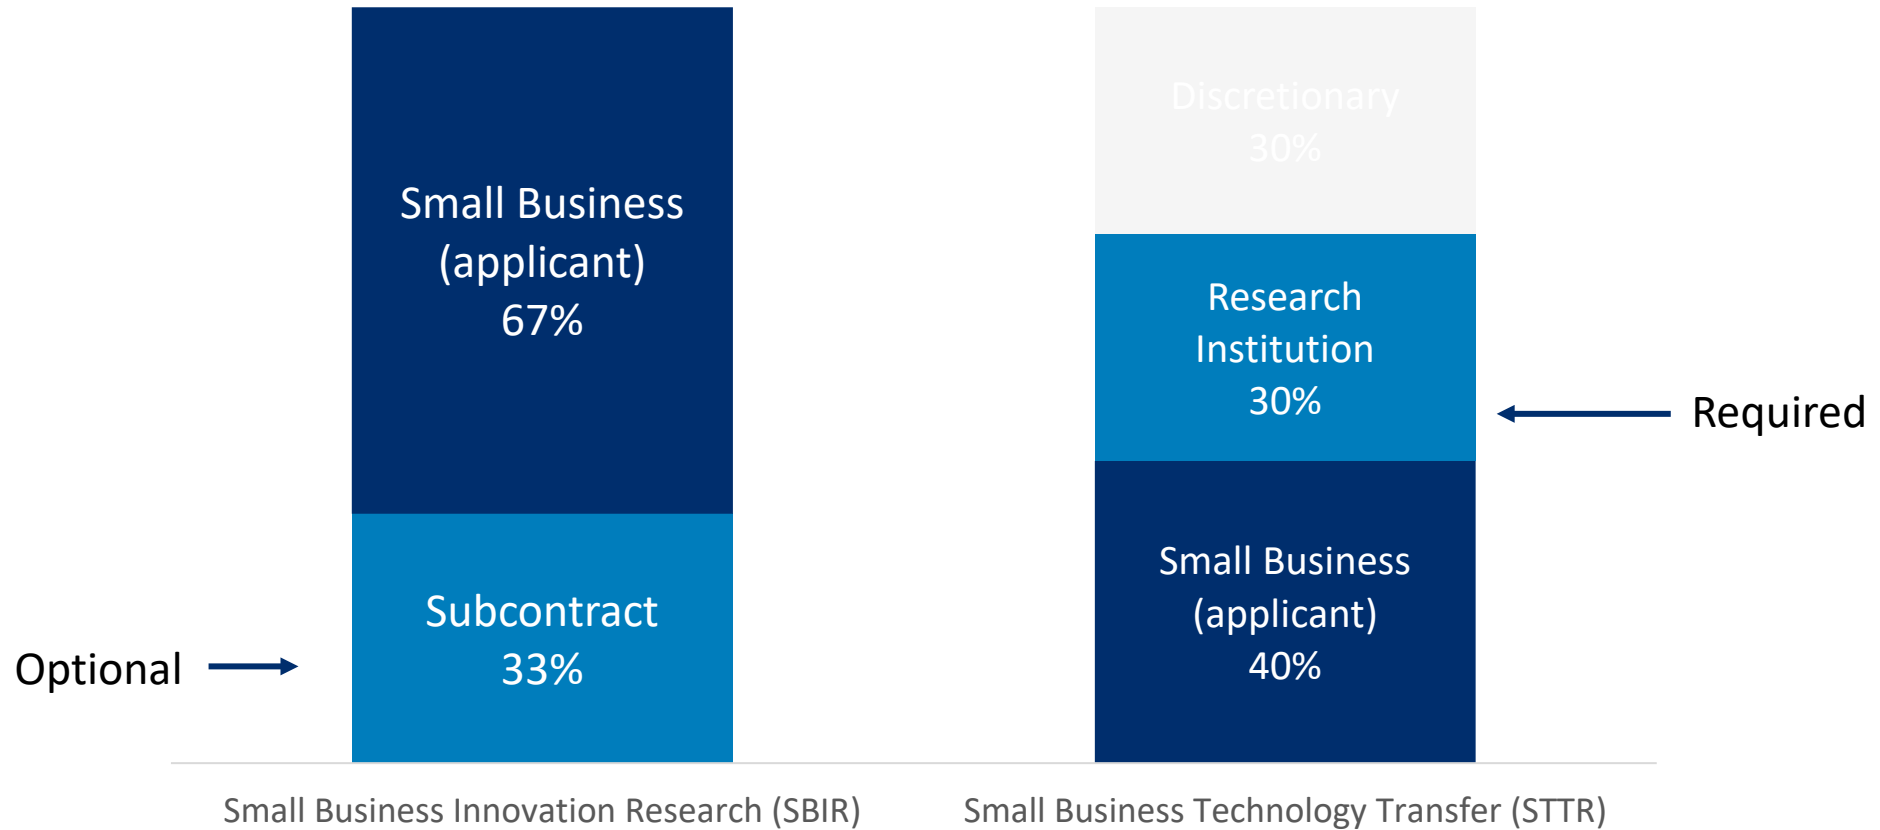 Small Business
(applicant)
67%
Subcontract
33%
Optional
Discretionary
30%
Research
Institution
30%
Required
Small Business
(applicant)
40%
Small Business Innovation Research (SBIR)
Small Business Technology Transfer (STTR)